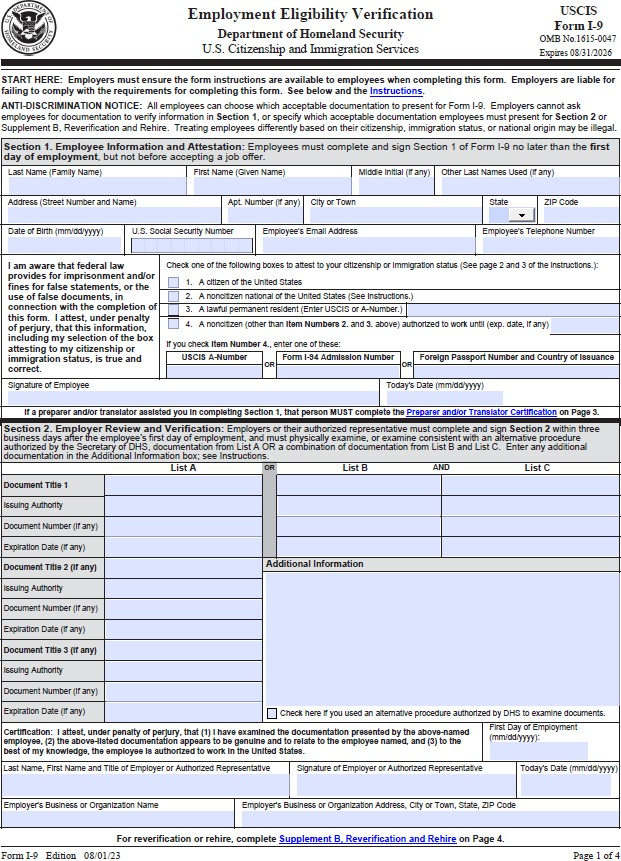 Employment Eligibility Verification
Department of Homeland Security
U.S. Citizenship and Immigration Services
USCIS
Form I-9
OMB No.1615-0047
Expires 08/31/2026
START HERE: Employers must ensure the form instructions are available to employees when completing this form. Employers are liable for
failing to comply with the requirements for completing this form. See below and the Instructions.
ANTI-DISCRIMINATION NOTICE: All employees can choose which acceptable documentation to present for Form I-9. Employers cannot ask
employees for documentation to verify information in Section 1, or specify which acceptable documentation employees must present for Section 2 or
Supplement B, Reverification and Rehire. Treating employees differently based on their citizenship, immigration status, or national origin may be illegal.
Section 1. Employee Information and Attestation: Employees must complete and sign Section 1 of Form I-9 no later than the first
day of employment, but not before accepting a job offer.
Last Name (Family Name) First Name (Given Name) Middle Initial (if any) Other Last Names Used (if any)
Address (Street Number and Name) Apt. Number (if any) City or Town State ZIP Code
Date of Birth (mm/dd/yyyy) U.S. Social Security Number Employee's Email Address Employee's Telephone Number
I am aware that federal law
provides for imprisonment and/or
fines for false statements, or the
use of false documents, in
connection with the completion of
this form. I attest, under penalty
of perjury, that this information,
including my selection of the box
attesting to my citizenship or
immigration status, is true and
correct.
Check one of the following boxes to attest to your citizenship or immigration status (See page 2 and 3 of the instructions.):
1. A citizen of the United States
2. A noncitizen national of the United States (See Instructions.)
3. A lawful permanent resident (Enter USCIS or A-Number.)
4. A noncitizen (other than Item Numbers 2. and 3. above) authorized to work until (exp. date, if any)
If you check Item Number 4., enter one of these:
USCIS A-Number OR Form I-94 Admission Number OR Foreign Passport Number and Country of Issuance
Signature of Employee Today's Date (mm/dd/yyyy)
If a preparer and/or translator assisted you in completing Section 1, that person MUST complete the Preparer and/or Translator Certification on Page 3.
Section 2. Employer Review and Verification: Employers or their authorized representative must complete and sign Section 2 within three
business days after the employee's first day of employment, and must physically examine, or examine consistent with an alternative procedure
authorized by the Secretary of DHS, documentation from List A OR a combination of documentation from List B and List C. Enter any additional
documentation in the Additional Information box; see Instructions.
List A OR List B AND List C
Document Title 1
Issuing Authority
Document Number (if any)
Expiration Date (if any)
Document Title 2 (if any) Additional Information
Issuing Authority
Document Number (if any)
Expiration Date (if any)
Document Title 3 (if any)
Issuing Authority
Document Number (if any)
Expiration Date (if any) Check here if you used an alternative procedure authorized by DHS to examine documents.
Certification: I attest, under penalty of perjury, that (1) I have examined the documentation presented by the above-named
employee, (2) the above-listed documentation appears to be genuine and to relate to the employee named, and (3) to the
best of my knowledge, the employee is authorized to work in the United States.
First Day of Employment
(mm/dd/yyyy):
Last Name, First Name and Title of Employer or Authorized Representative Signature of Employer or Authorized Representative Today's Date (mm/dd/yyyy)
Employer's Business or Organization Name Employer's Business or Organization Address, City or Town, State, ZIP Code
For reverification or rehire, complete Supplement B, Reverification and Rehire on Page 4.
Form I-9 Edition 08/01/23 Page 1 of 4